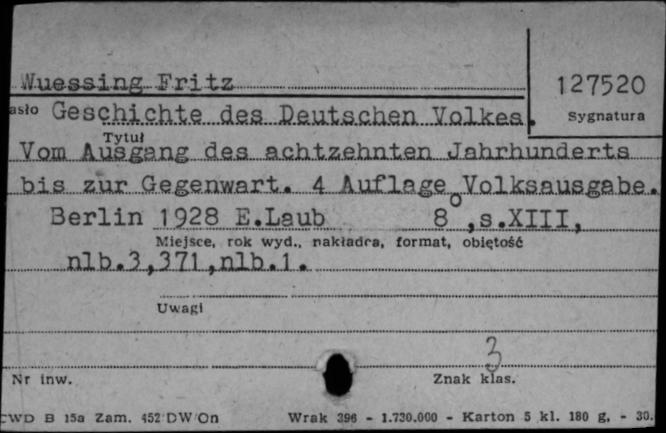 Wuessing Fritz
127520
asło Geschichte des Deutschen Volkes.
Sygnatura
Tytuł
Vom Ausgang des achtzehnten Jahrhunderts
bis zur Gegenwart. 4 Auflage Volksausgabe.
Berlin 1928 E.Laub 8°,s.XIII,
Miejsce, rok wyd., nakładca, format, objętość
nlb.3,371,nlb.1.
Uwagi
3
Nr inw.
Znak klas.
CWD B 15a Zam. 452 DW/On Wrak 396 - 1.730.000 - Karton 5 kl. 180 g, - 30.